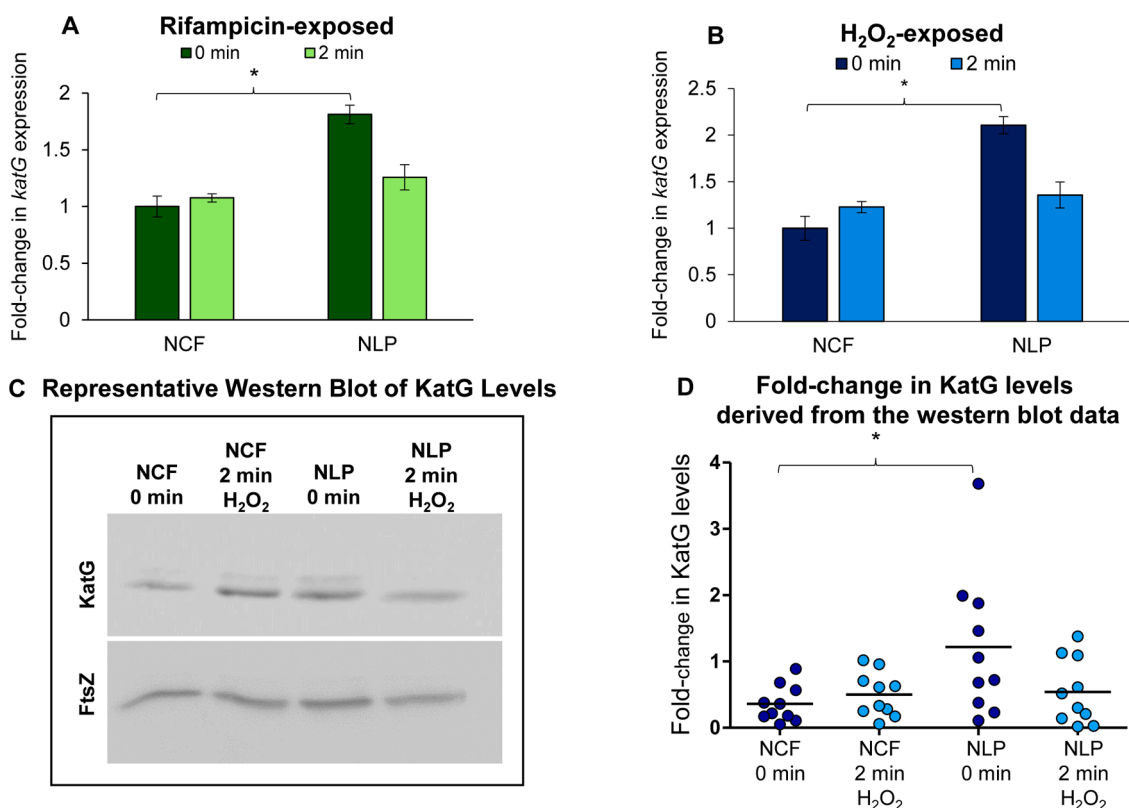 A
Rifampicin-exposed
0 min 2 min
*
Fold-change in katG expression
2
1.5
1
0.5
0
NCF NLP
B
H₂O₂-exposed
0 min 2 min
*
Fold-change in katG expression
2.5
2
1.5
1
0.5
0
NCF NLP
C Representative Western Blot of KatG Levels
NCF
0 min
NCF
2 min
H₂O₂
NLP
0 min
NLP
2 min
H₂O₂
KatG
FtsZ
D
Fold-change in KatG levels
derived from the western blot data
*
Fold-change in KatG levels
4
3
2
1
0
NCF
0 min
NCF
2 min
H₂O₂
NLP
0 min
NLP
2 min
H₂O₂